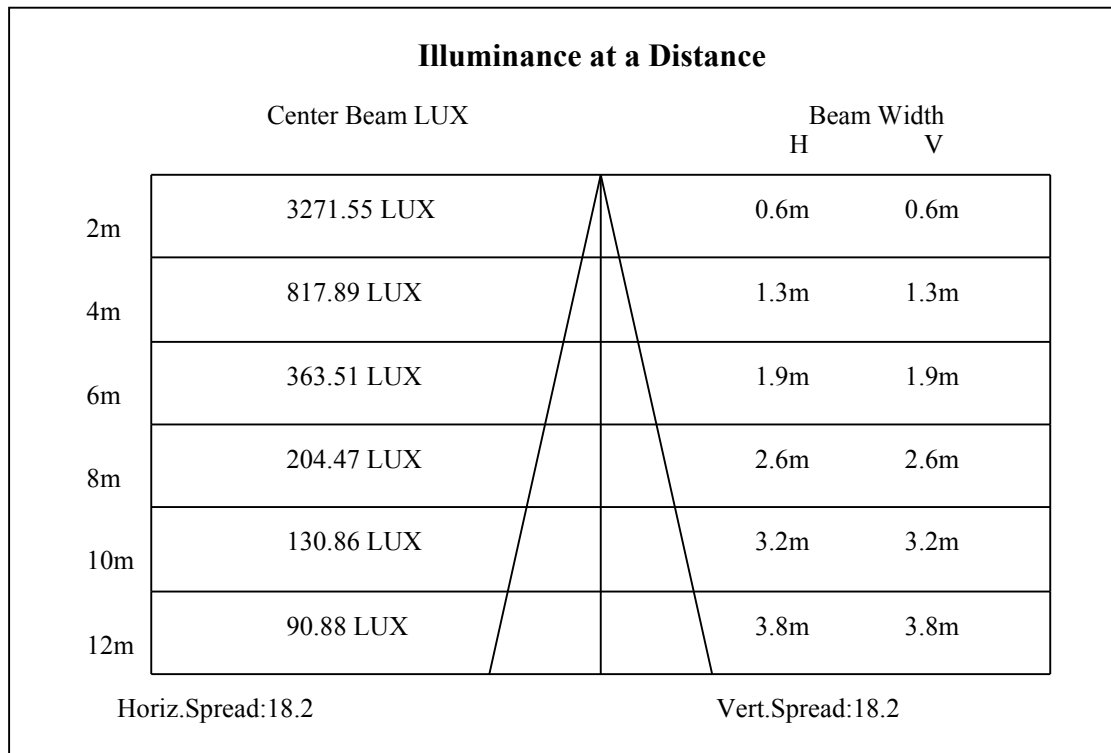 Illuminance at a Distance
Center Beam LUX Beam Width
H V
2m 3271.55 LUX 0.6m 0.6m
4m 817.89 LUX 1.3m 1.3m
6m 363.51 LUX 1.9m 1.9m
8m 204.47 LUX 2.6m 2.6m
10m 130.86 LUX 3.2m 3.2m
12m 90.88 LUX 3.8m 3.8m
Horiz.Spread:18.2 Vert.Spread:18.2